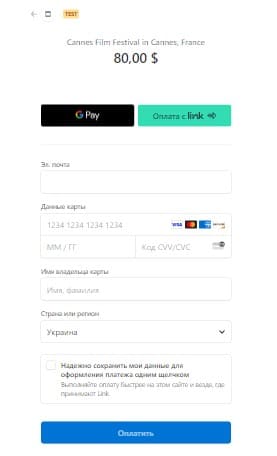 TEST
Cannes Film Festival in Cannes, France
80,00 $
G Pay
Оплата с link
Эл. почта
Данные карты
1234 1234 1234 1234
VISA
ММ / ГГ
Код CVV/CVC
Имя владельца карты
Имя, фамилия
Страна или регион
Украина
Надежно сохранить мои данные для
оформления платежа одним щелчком
Выполняйте оплату быстрее на этом сайте и везде, где
принимают Link.
Оплатить